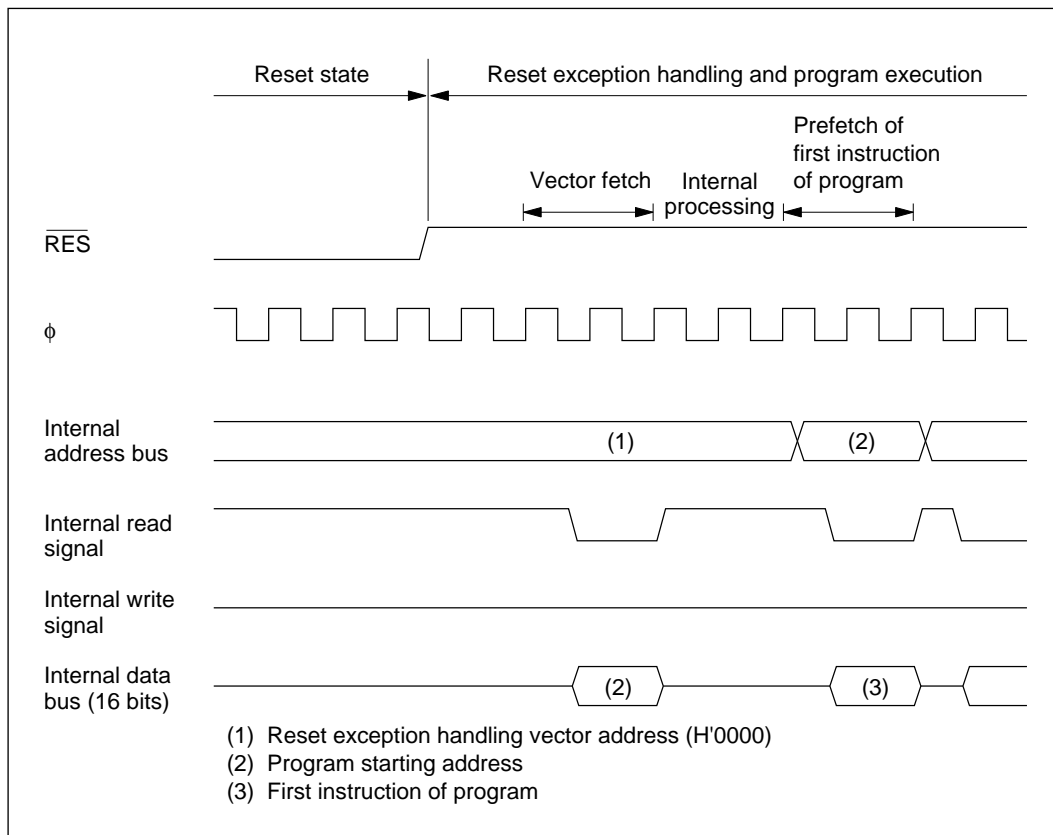 Reset state
Reset exception handling and program execution
Prefetch of
first instruction
of program
Vector fetch
Internal
processing
RES
ϕ
Internal
address bus
(1)
(2)
Internal read
signal
Internal write
signal
Internal data
bus (16 bits)
(2)
(3)
(1) Reset exception handling vector address (H'0000)
(2) Program starting address
(3) First instruction of program